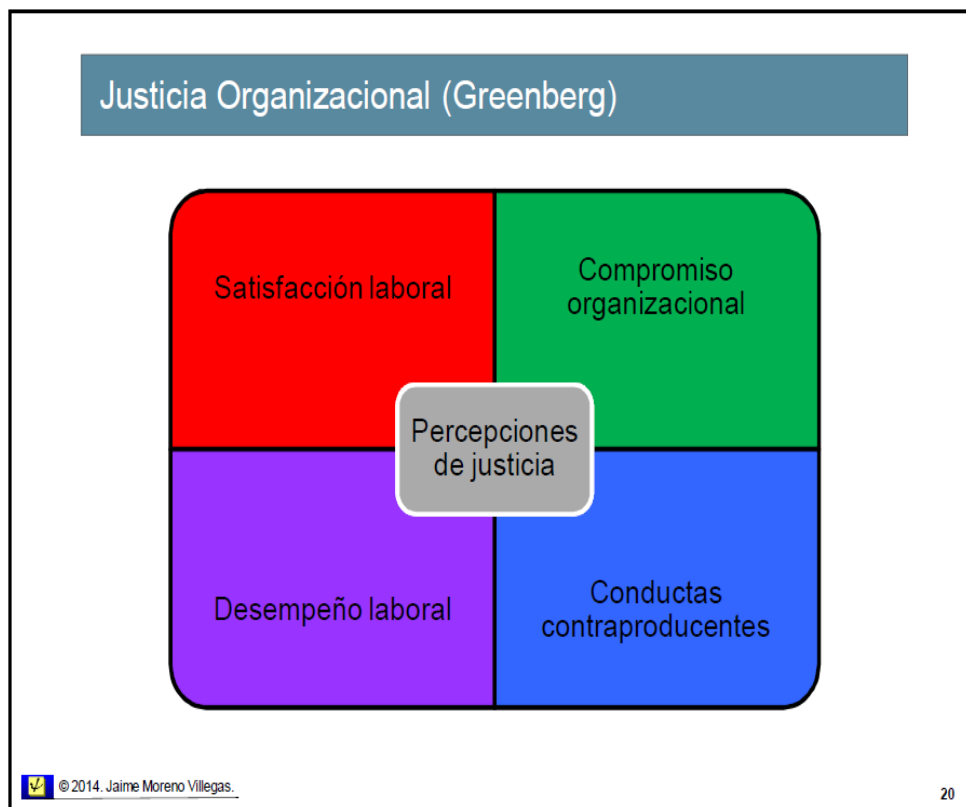 Justicia Organizacional (Greenberg)
Satisfacción laboral
Compromiso
organizacional
Percepciones
de justicia
Desempeño laboral
Conductas
contraproducentes
© 2014. Jaime Moreno Villegas.
20